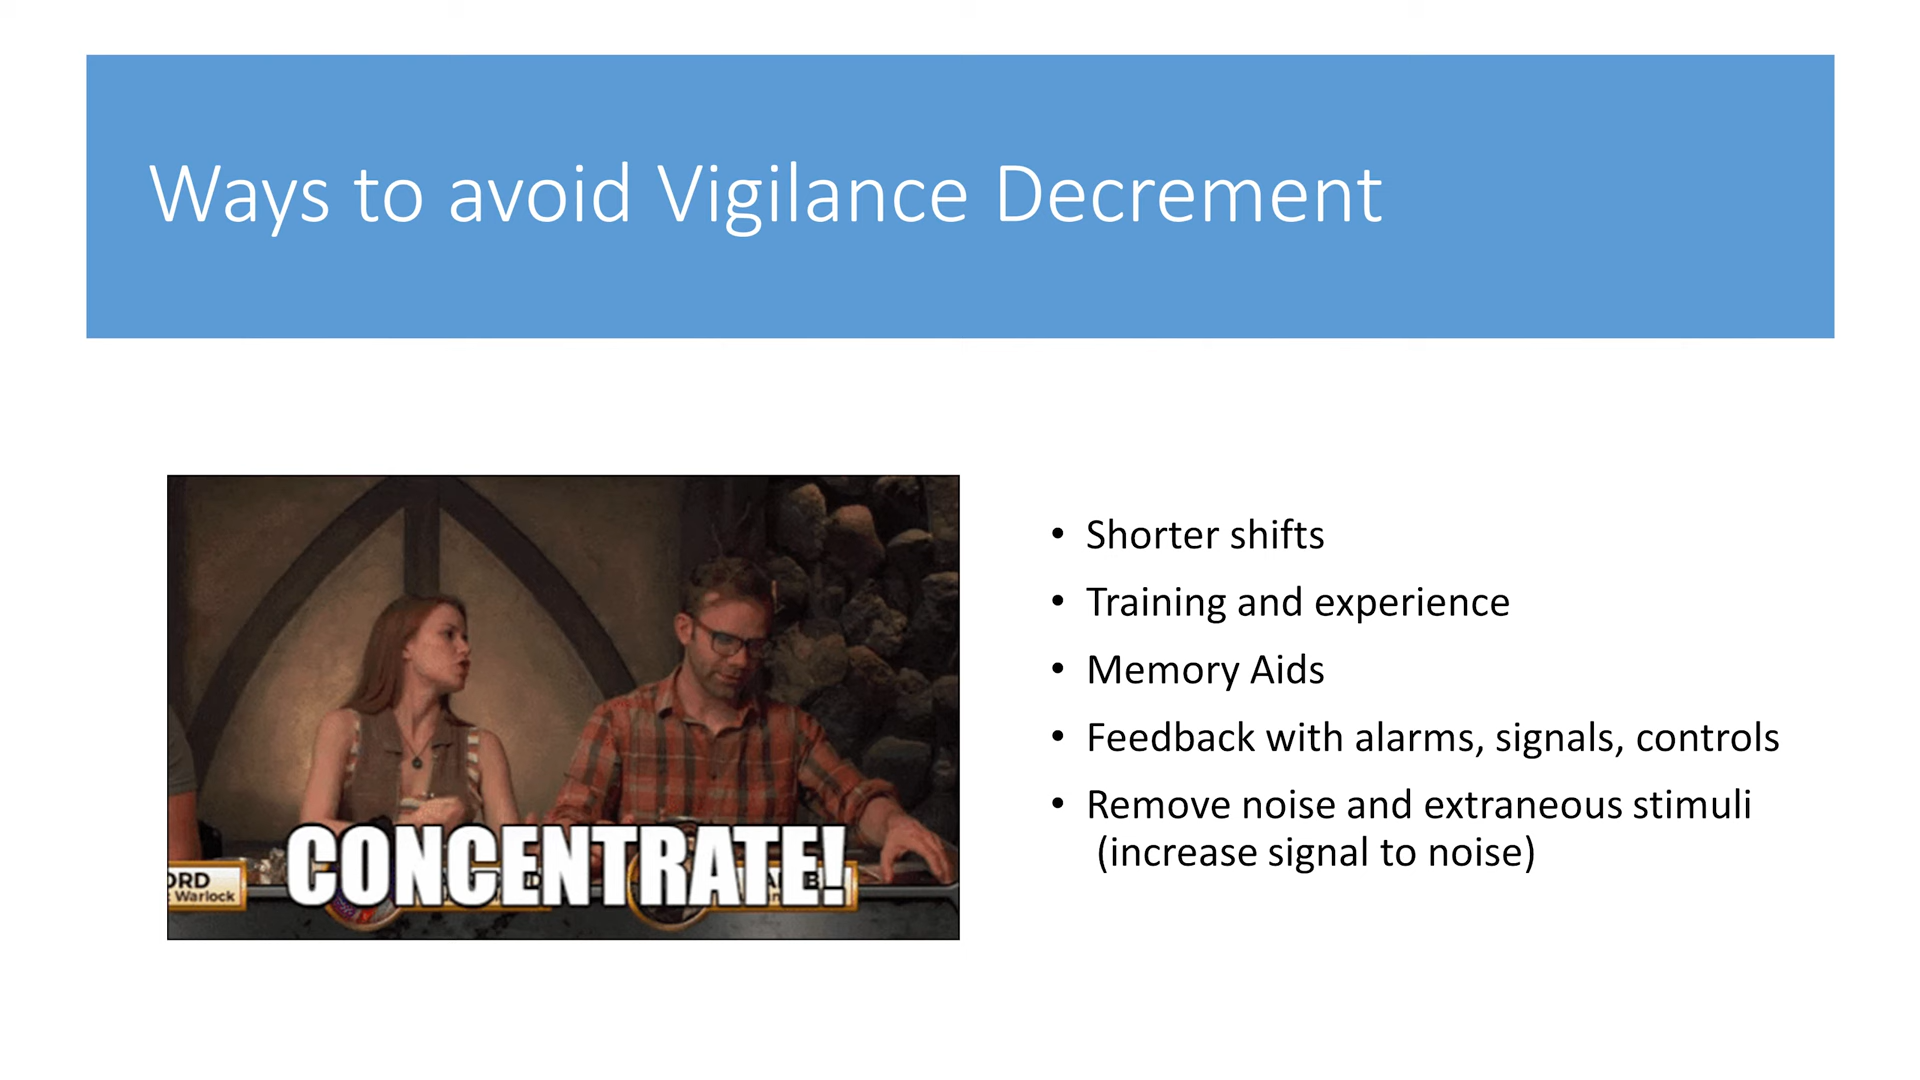 Ways to avoid Vigilance Decrement
• Shorter shifts
• Training and experience
• Memory Aids
• Feedback with alarms, signals, controls
• Remove noise and extraneous stimuli
(increase signal to noise)
CONCENTRATE!
ORD
Warlock